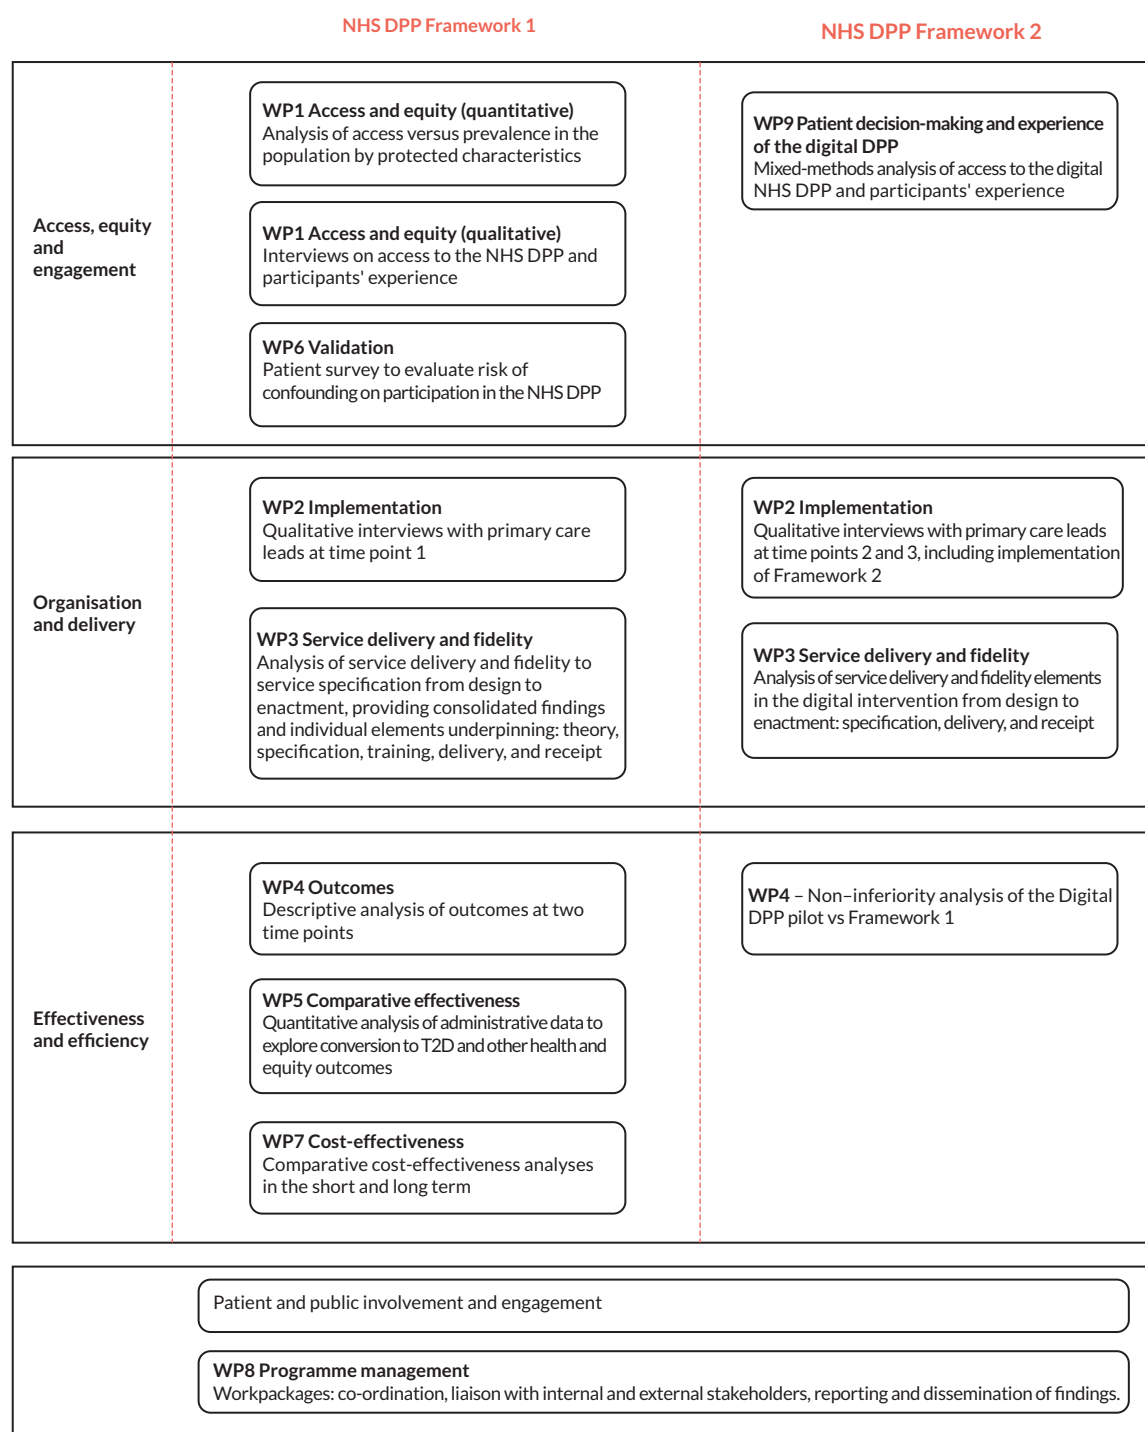 NHS DPP Framework 1
NHS DPP Framework 2
Access, equity
and
engagement
WP1 Access and equity (quantitative)
Analysis of access versus prevalence in the
population by protected characteristics
WP1 Access and equity (qualitative)
Interviews on access to the NHS DPP and
participants' experience
WP6 Validation
Patient survey to evaluate risk of
confounding on participation in the NHS DPP
WP9 Patient decision-making and experience
of the digital DPP
Mixed-methods analysis of access to the digital
NHS DPP and participants' experience
Organisation
and delivery
WP2 Implementation
Qualitative interviews with primary care
leads at time point 1
WP3 Service delivery and fidelity
Analysis of service delivery and fidelity to
service specification from design to
enactment, providing consolidated findings
and individual elements underpinning: theory,
specification, training, delivery, and receipt
WP2 Implementation
Qualitative interviews with primary care leads
at time points 2 and 3, including implementation
of Framework 2
WP3 Service delivery and fidelity
Analysis of service delivery and fidelity elements
in the digital intervention from design to
enactment: specification, delivery, and receipt
Effectiveness
and efficiency
WP4 Outcomes
Descriptive analysis of outcomes at two
time points
WP5 Comparative effectiveness
Quantitative analysis of administrative data to
explore conversion to T2D and other health and
equity outcomes
WP7 Cost-effectiveness
Comparative cost-effectiveness analyses
in the short and long term
WP4 – Non–inferiority analysis of the Digital
DPP pilot vs Framework 1
Patient and public involvement and engagement
WP8 Programme management
Workpackages: co-ordination, liaison with internal and external stakeholders, reporting and dissemination of findings.